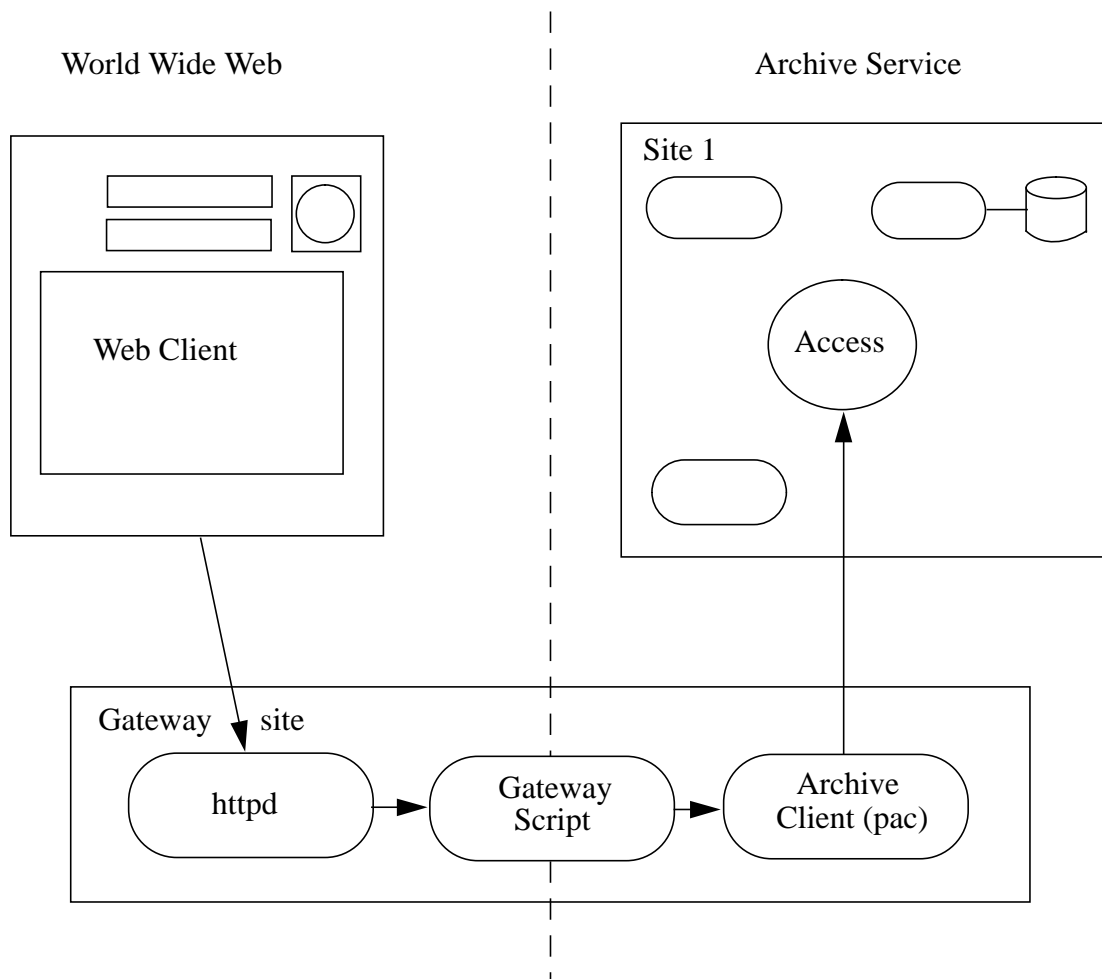 World Wide Web
Archive Service
Site 1
Web Client
Access
Gateway site
httpd
Gateway
Script
Archive
Client (pac)